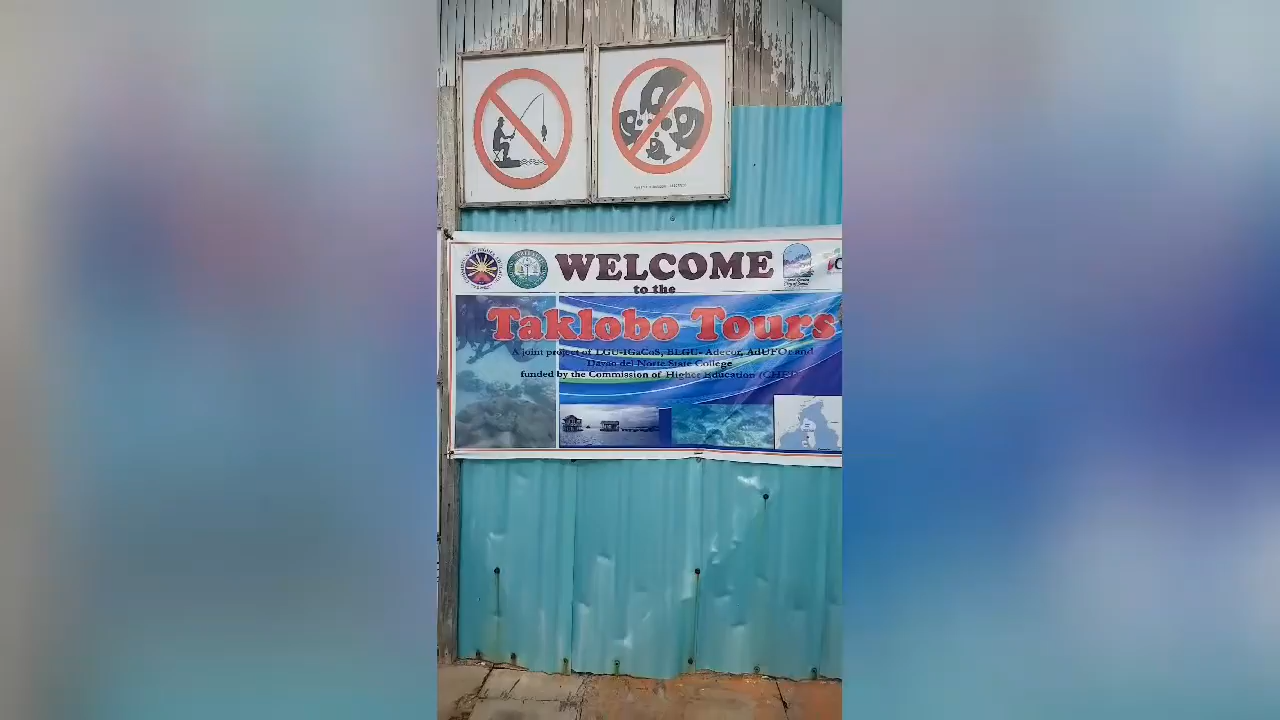 WELCOME
to the
Taklobo Tours
A joint project of LGU-IGaCoS, BLGU- Adecor, AdUFOr and
Davao del Norte State College
funded by the Commission of Higher Education (CHED)